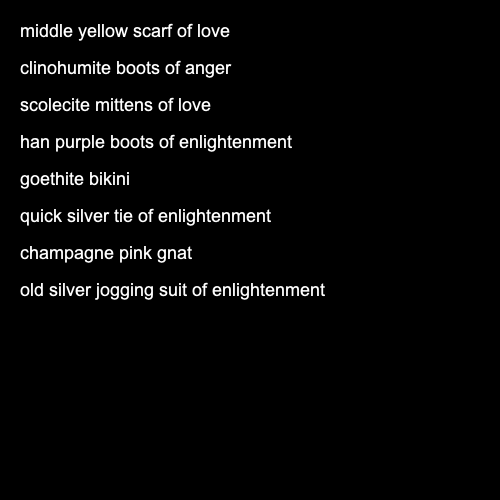 middle yellow scarf of love
clinohumite boots of anger
scolecite mittens of love
han purple boots of enlightenment
goethite bikini
quick silver tie of enlightenment
champagne pink gnat
old silver jogging suit of enlightenment